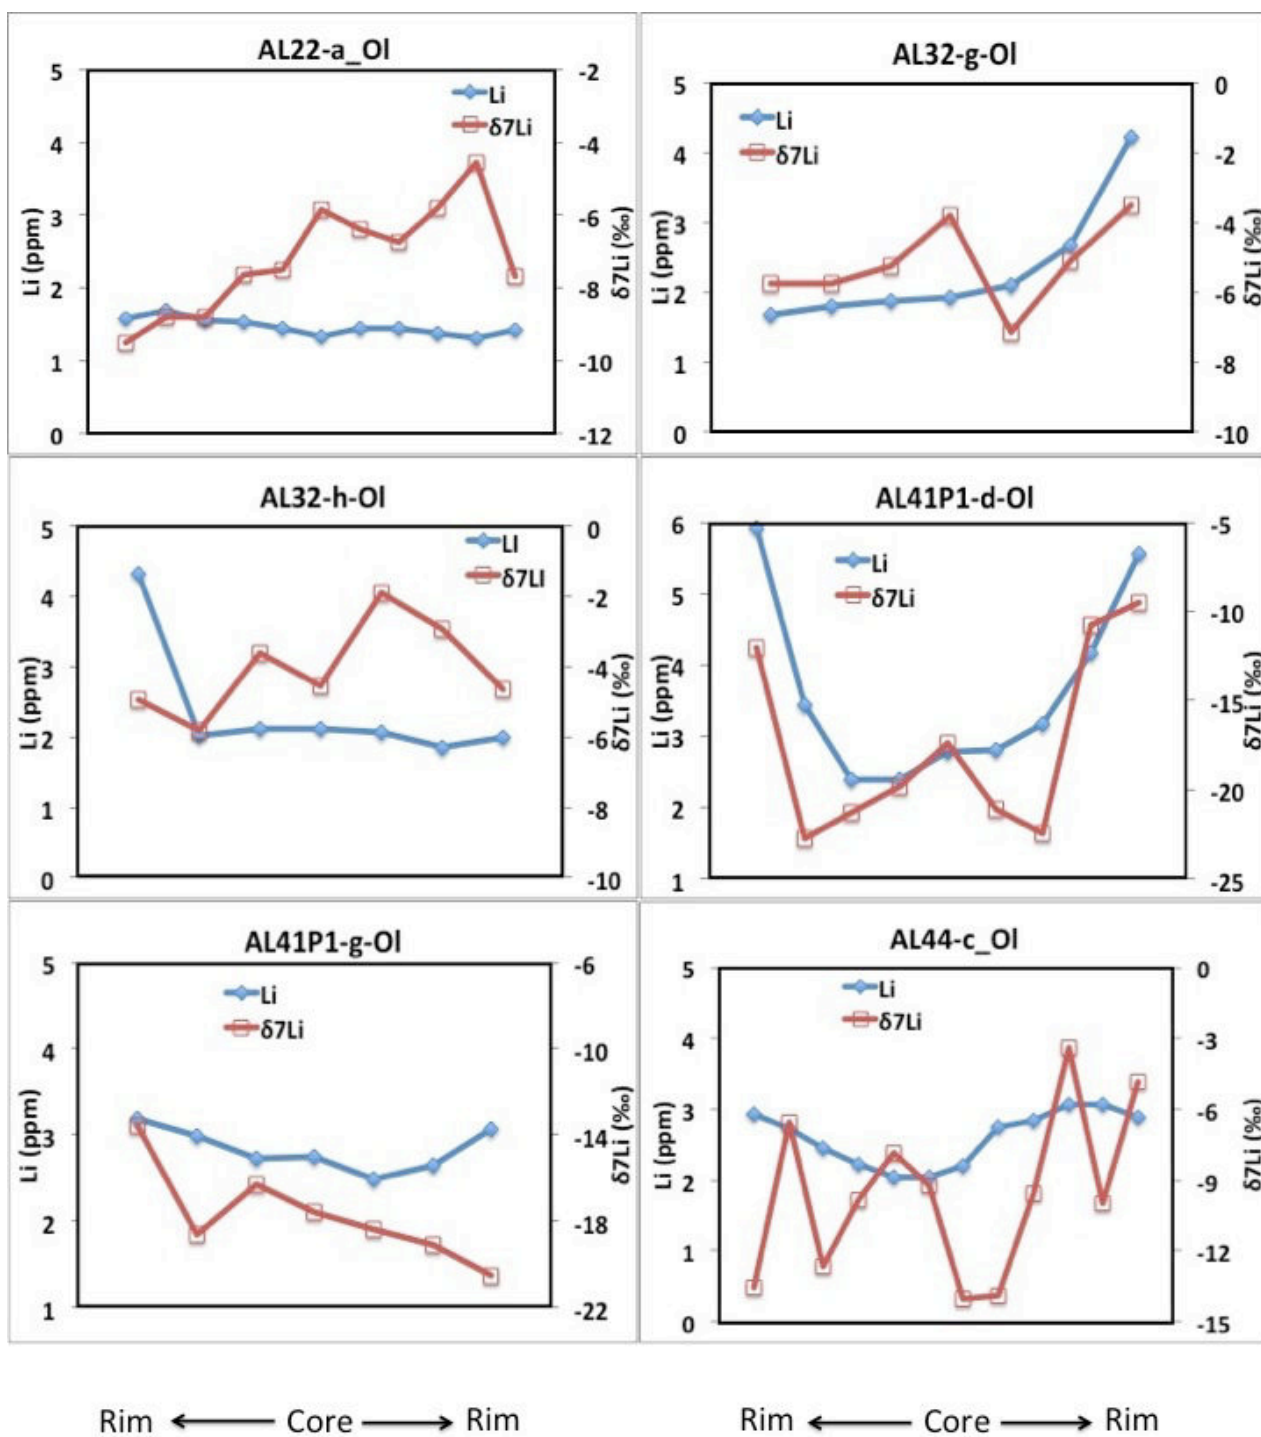 AL22-a_Ol
5
4
3
2
1
0
Li (ppm)
Li
δ7Li
-2
-4
-6
-8
-10
-12
δ7Li (‰)
AL32-g-Ol
5
4
3
2
1
0
Li (ppm)
Li
δ7Li
0
-2
-4
-6
-8
-10
δ7Li (‰)
AL32-h-Ol
5
4
3
2
1
0
Li (ppm)
LI
δ7LI
0
-2
-4
-6
-8
-10
δ7Li (‰)
AL41P1-d-Ol
6
5
4
3
2
1
Li (ppm)
Li
δ7Li
-5
-10
-15
-20
-25
δ7Li (‰)
AL41P1-g-Ol
5
4
3
2
1
Li (ppm)
Li
δ7Li
-6
-10
-14
-18
-22
δ7Li (‰)
AL44-c_Ol
5
4
3
2
1
0
Li (ppm)
Li
δ7Li
0
-3
-6
-9
-12
-15
δ7Li (‰)
Rim Core Rim
Rim Core Rim